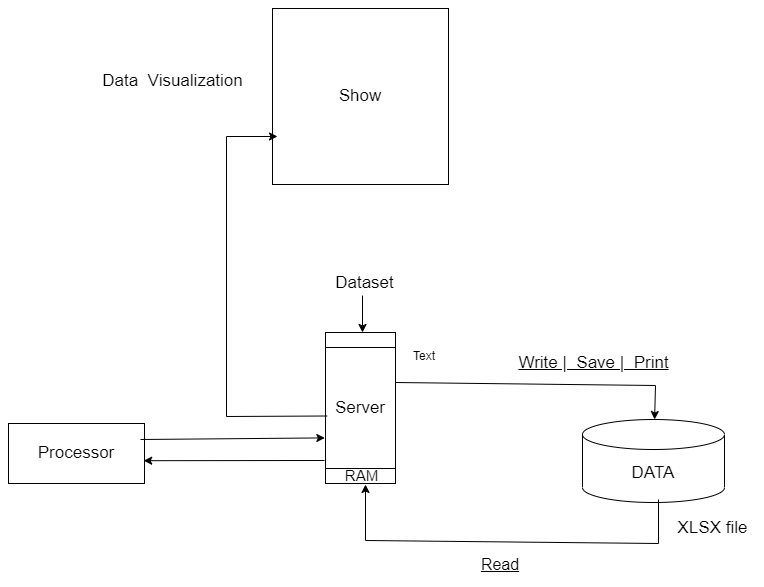 Data  Visualization
Show
Dataset
Text
Write |  Save |  Print
Server
Processor
RAM
DATA
XLSX file
Read